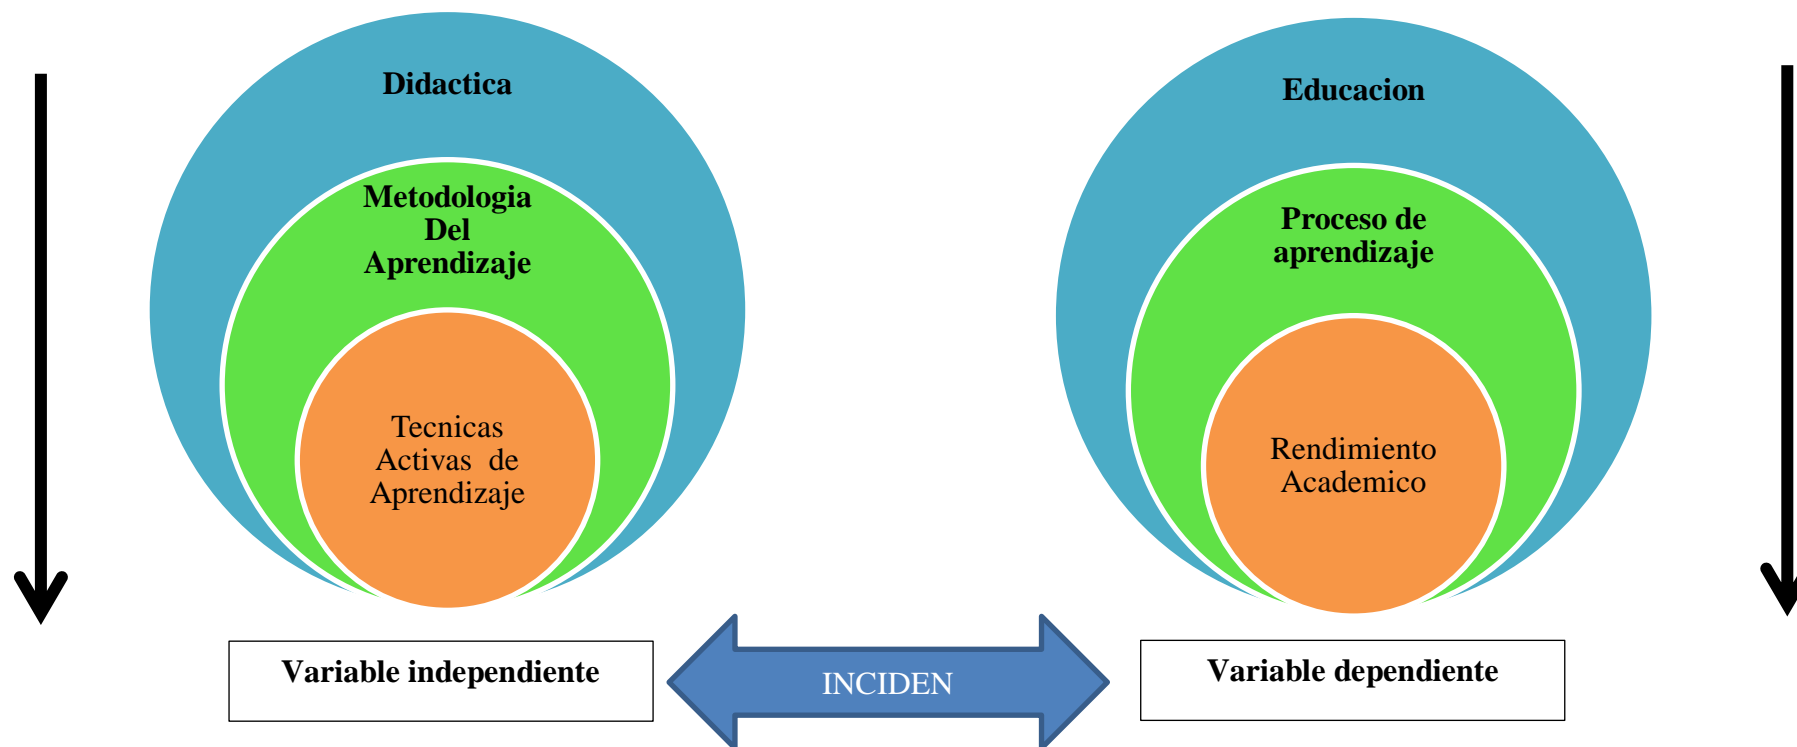 Didactica
Metodologia
Del
Aprendizaje
Tecnicas
Activas de
Aprendizaje
Variable independiente
INCIDEN
Educacion
Proceso de
aprendizaje
Rendimiento
Academico
Variable dependiente